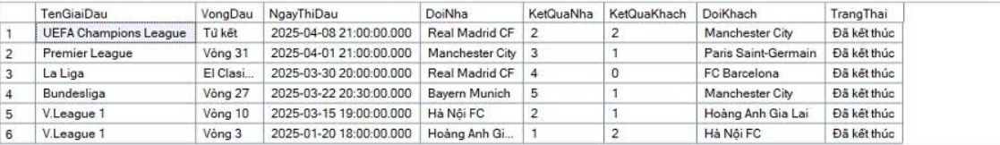 TenGiaiDau VongDau NgayThiDau DoiNha KetQuaNha KetQuaKhach DoiKhach TrangThai
1 UEFA Champions League Tứ kết 2025-04-08 21:00:00.000 Real Madrid CF 2 2 Manchester City Đã kết thúc
2 Premier League Vòng 31 2025-04-01 21:00:00.000 Manchester City 3 1 Paris Saint-Germain Đã kết thúc
3 La Liga El Clasi... 2025-03-30 20:00:00.000 Real Madrid CF 4 0 FC Barcelona Đã kết thúc
4 Bundesliga Vòng 27 2025-03-22 20:30:00.000 Bayern Munich 5 1 Manchester City Đã kết thúc
5 V.League 1 Vòng 10 2025-03-15 19:00:00.000 Hà Nội FC 2 1 Hoàng Anh Gia Lai Đã kết thúc
6 V.League 1 Vòng 3 2025-01-20 18:00:00.000 Hoàng Anh Gi... 1 2 Hà Nội FC Đã kết thúc